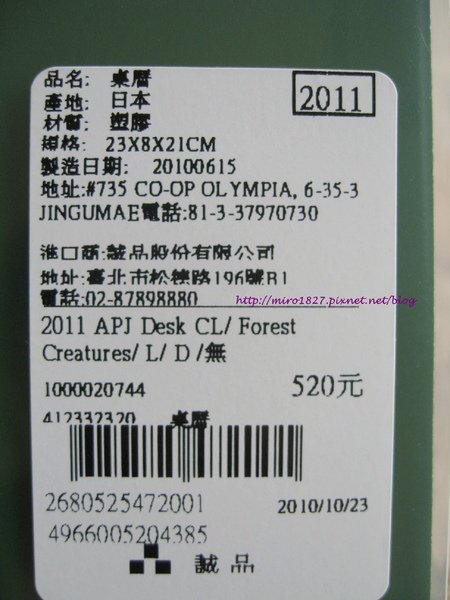 品名: 桌曆
2011
產地: 日本
材質: 塑膠
規格: 23X8X21CM
製造日期: 20100615
地址:#735 CO-OP OLYMPIA, 6-35-3
JINGUMAE電話:81-3-37970730
進口商:誠品股份有限公司
地址:臺北市松德路196號B1
電話:02-87898880
http://miro1827.pixnet.net/blog
2011 APJ Desk CL/ Forest
Creatures/ L/ D /無
1000020744 520元
412332320 桌曆
2680525472001 2010/10/23
4966005204385
誠品